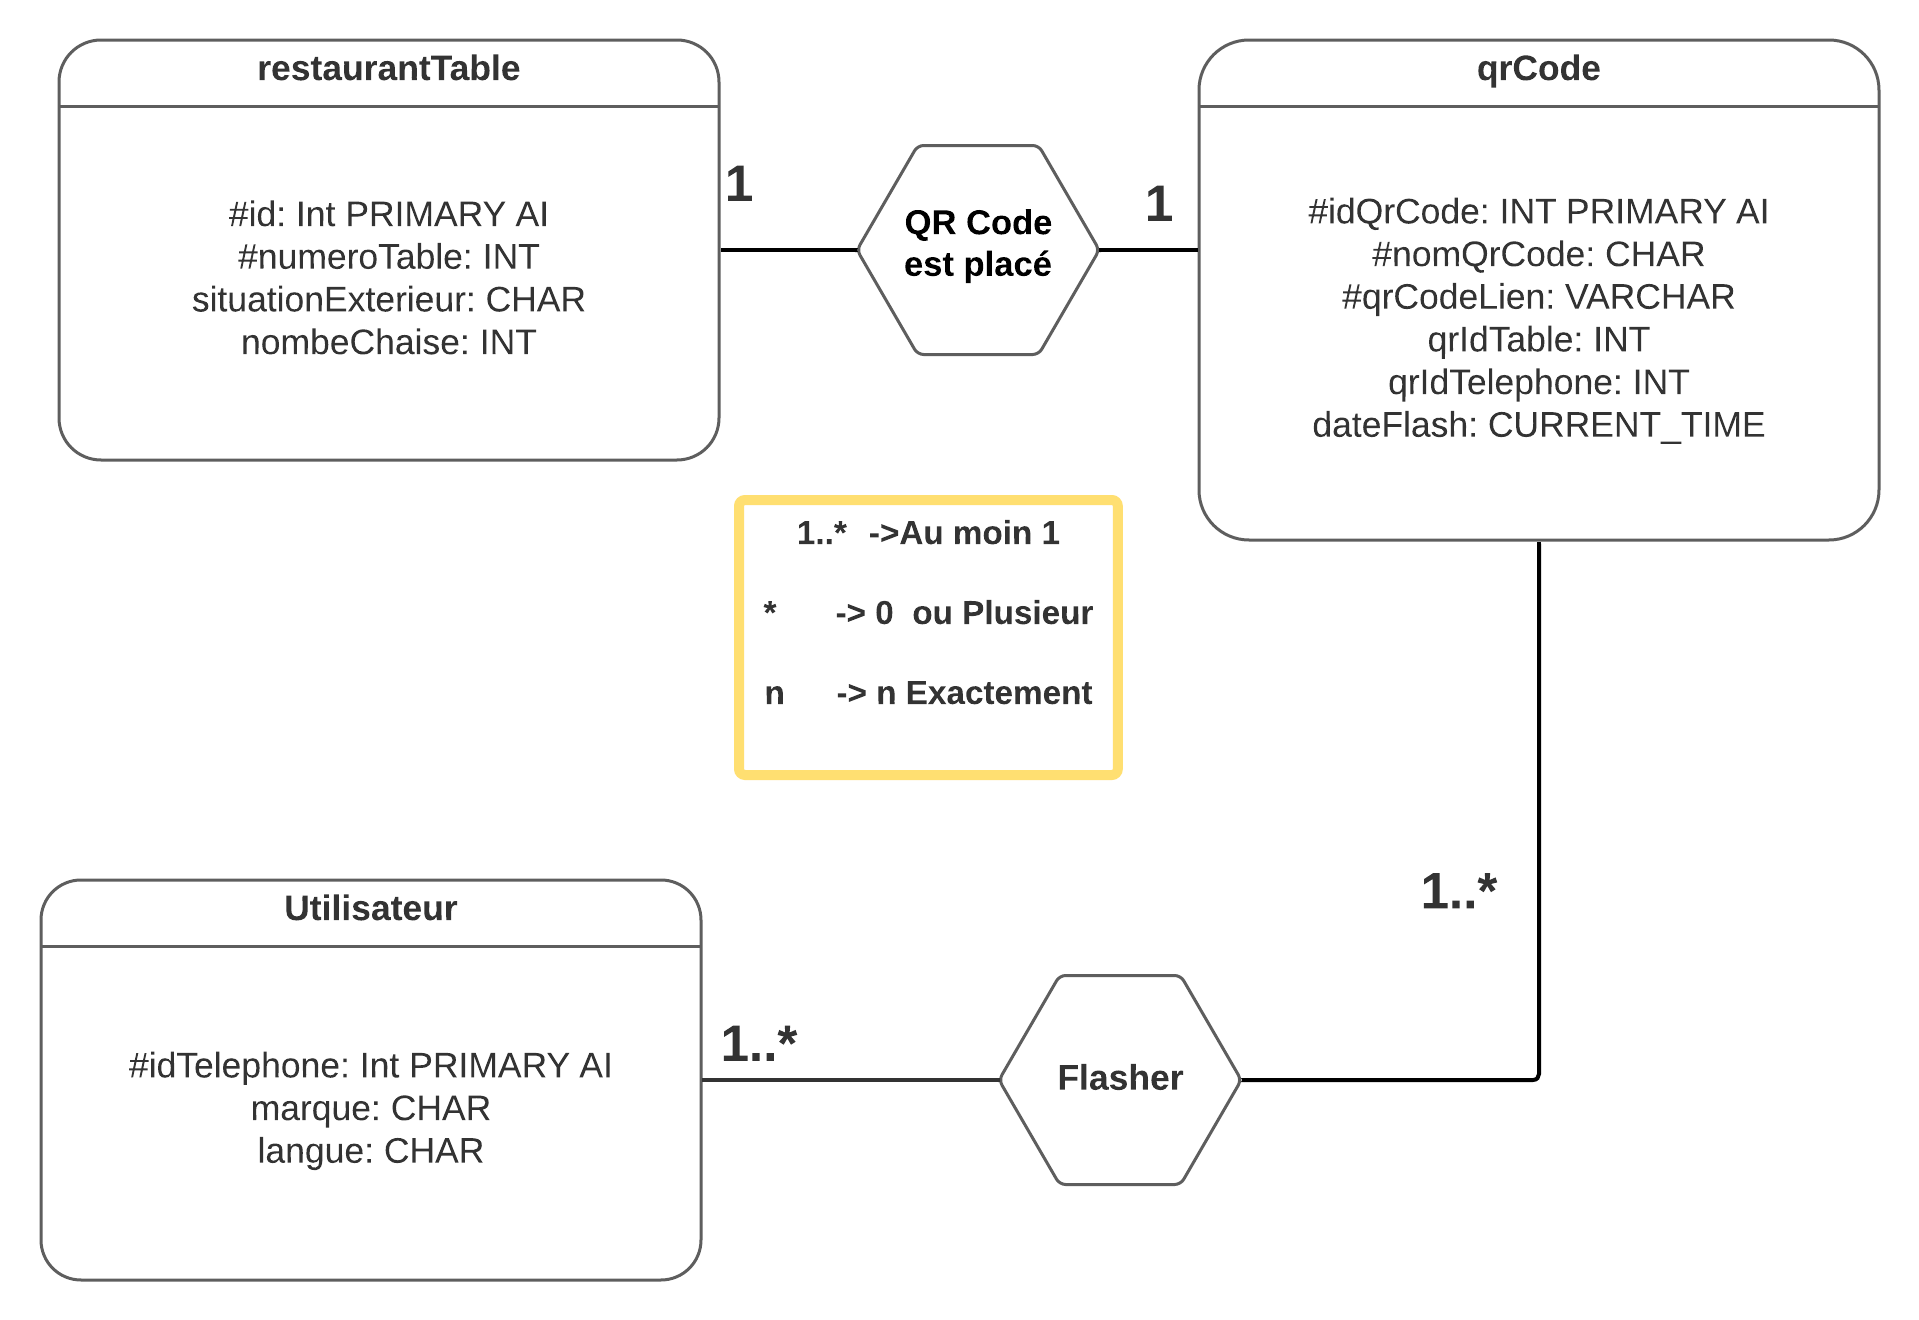 restaurantTable
#id: Int PRIMARY AI
#numeroTable: INT
situationExterieur: CHAR
nombeChaise: INT
1
QR Code
est placé
1
qrCode
#idQrCode: INT PRIMARY AI
#nomQrCode: CHAR
#qrCodeLien: VARCHAR
qrIdTable: INT
qrIdTelephone: INT
dateFlash: CURRENT_TIME
1..* ->Au moin 1
* -> 0 ou Plusieur
n -> n Exactement
Utilisateur
#idTelephone: Int PRIMARY AI
marque: CHAR
langue: CHAR
1..*
Flasher
1..*